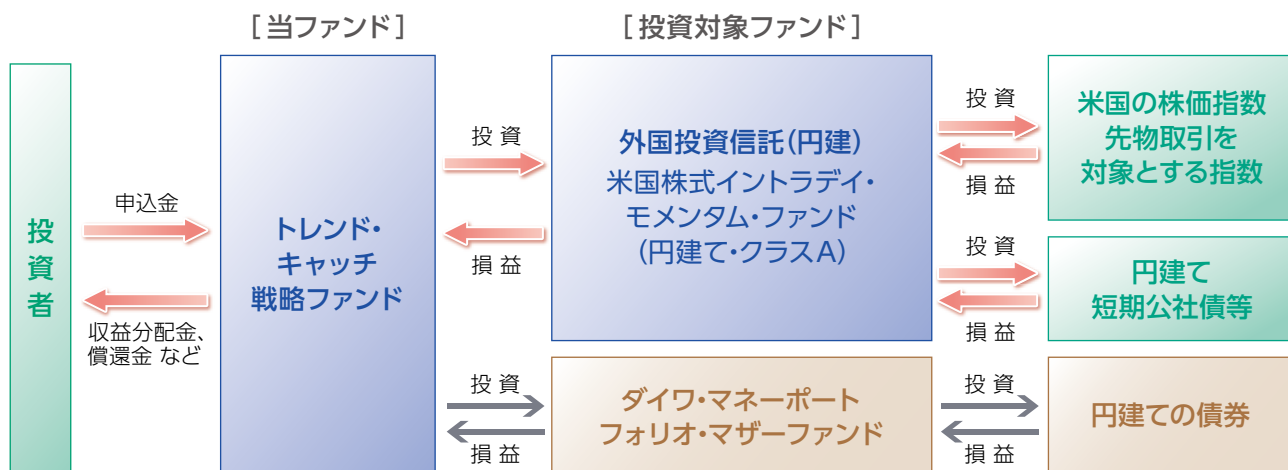 [当ファンド]
[投資対象ファンド]
投資者
申込金
収益分配金、
償還金 など
トレンド・
キャッチ
戦略ファンド
投 資
損 益
外国投資信託(円建)
米国株式イントラデイ・
モメンタム・ファンド
(円建て・クラスA)
投 資
損 益
米国の株価指数
先物取引を
対象とする指数
投 資
損 益
円建て
短期公社債等
投 資
損 益
ダイワ・マネーポート
フォリオ・マザーファンド
投 資
損 益
円建ての債券